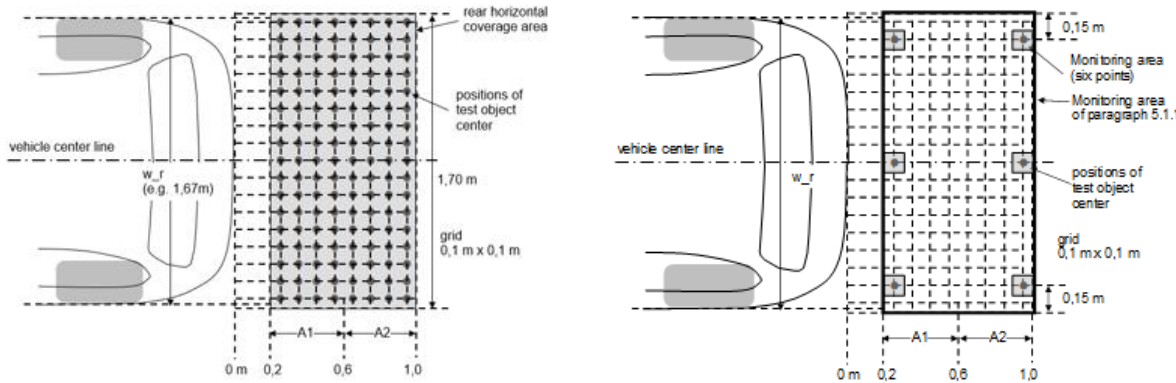 rear horizontal
coverage area
positions of
test object
center
vehicle center line
w_r
(e.g. 1,67m)
1,70 m
grid
0,1 m x 0,1 m
A1
A2
0 m
0,2
0,6
1,0
0,15 m
Monitoring area
(six points)
Monitoring area
of paragraph 5.1.1
vehicle center line
w_r
positions of
test object
center
grid
0,1 m x 0,1 m
0,15 m
A1
A2
0 m
0,2
0,6
1,0